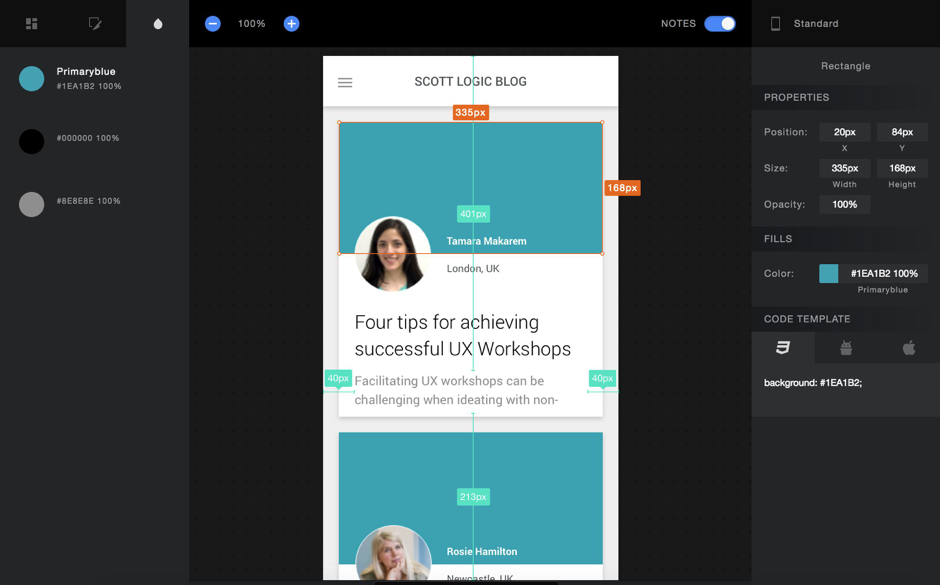 100%
NOTES
Standard
Primaryblue
#1EA1B2 100%
#000000 100%
#8E8E8E 100%
SCOTT LOGIC BLOG
335px
168px
401px
Tamara Makarem
London, UK
Four tips for achieving
successful UX Workshops
40px
40px
Facilitating UX workshops can be
challenging when ideating with non-
213px
Rosie Hamilton
Newcastle, UK
Rectangle
PROPERTIES
Position: 20px 84px
X Y
Size: 335px 168px
Width Height
Opacity: 100%
FILLS
Color: #1EA1B2 100%
Primaryblue
CODE TEMPLATE
background: #1EA1B2;